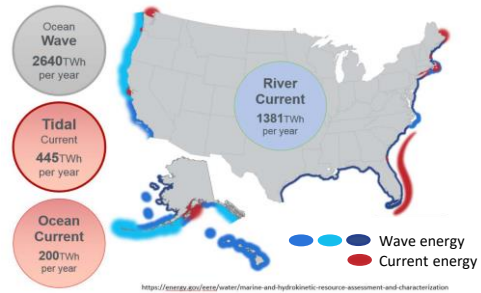 Ocean
Wave
2640TWh
per year
Tidal
Current
445TWh
per year
Ocean
Current
200TWh
per year
River
Current
1381TWh
per year
Wave energy
Current energy
https://energy.gov/eere/water/marine-and-hydrokinetic-resource-assessment-and-characterization